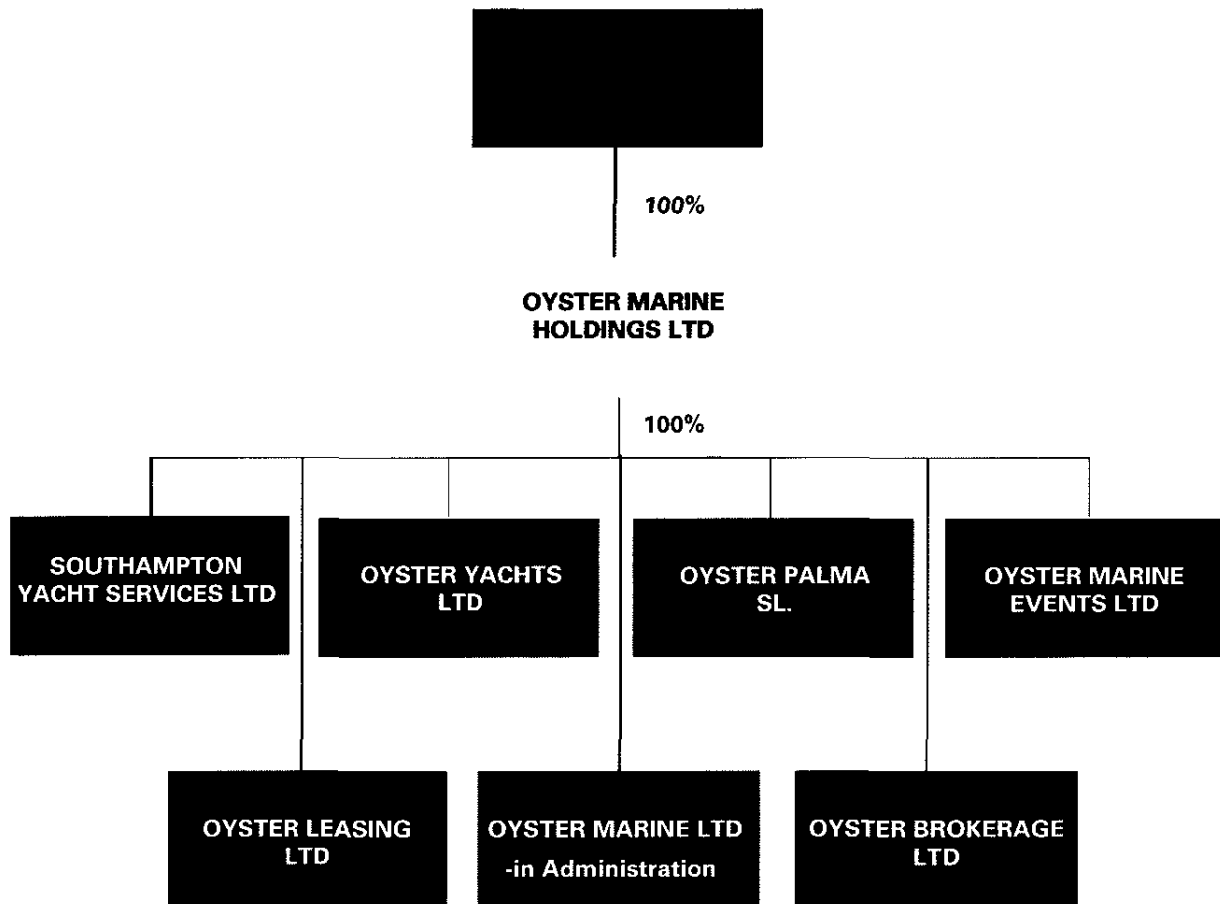 100%
OYSTER MARINE
HOLDINGS LTD
100%
SOUTHAMPTON
YACHT SERVICES LTD
OYSTER YACHTS
LTD
OYSTER PALMA
SL.
OYSTER MARINE
EVENTS LTD
OYSTER LEASING
LTD
OYSTER MARINE LTD
-in Administration
OYSTER BROKERAGE
LTD